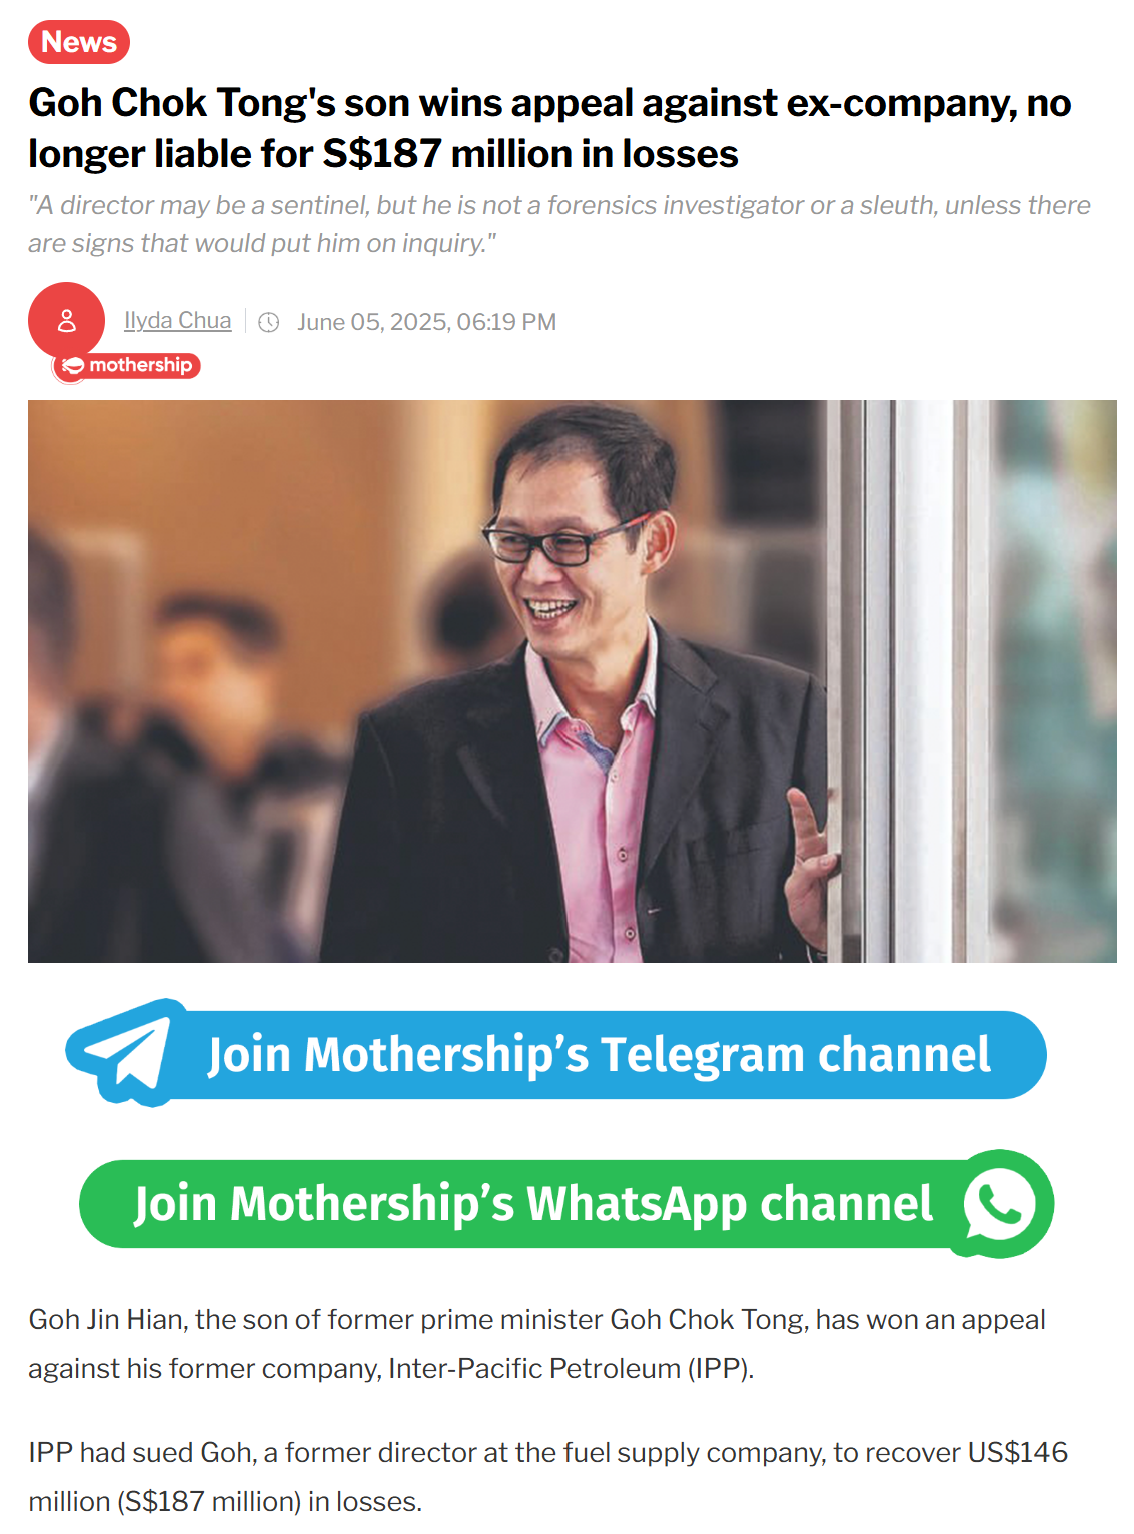 News
Goh Chok Tong's son wins appeal against ex-company, no
longer liable for S$187 million in losses
"A director may be a sentinel, but he is not a forensics investigator or a sleuth, unless there
are signs that would put him on inquiry."
Ilyda Chua
June 05, 2025, 06:19 PM
mothership
Join Mothership's Telegram channel
Join Mothership's WhatsApp channel
Goh Jin Hian, the son of former prime minister Goh Chok Tong, has won an appeal
against his former company, Inter-Pacific Petroleum (IPP).
IPP had sued Goh, a former director at the fuel supply company, to recover US$146
million (S$187 million) in losses.